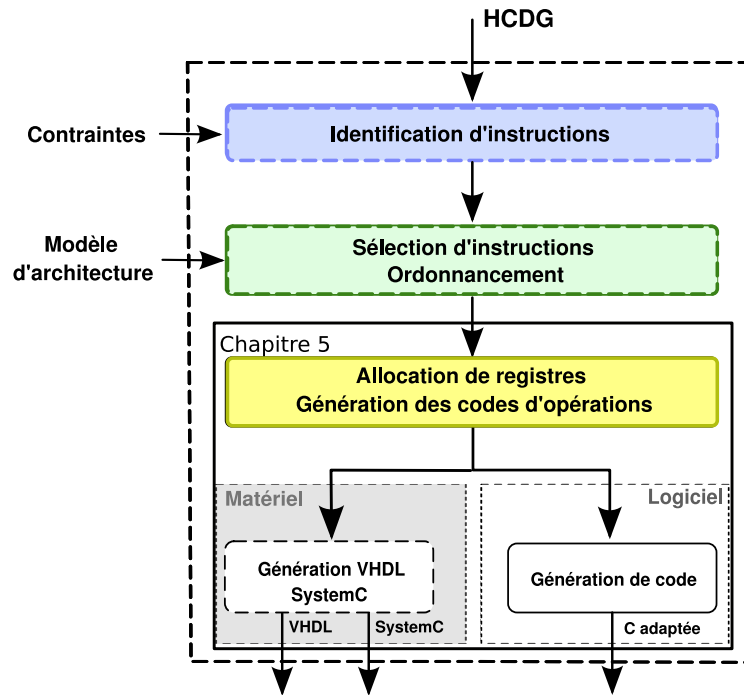 HCDG
Contraintes
Identification d'instructions
Modèle
d'architecture
Sélection d'instructions
Ordonnancement
Chapitre 5
Allocation de registres
Génération des codes d'opérations
Matériel
Logiciel
Génération VHDL
SystemC
Génération de code
VHDL
SystemC
C adaptée